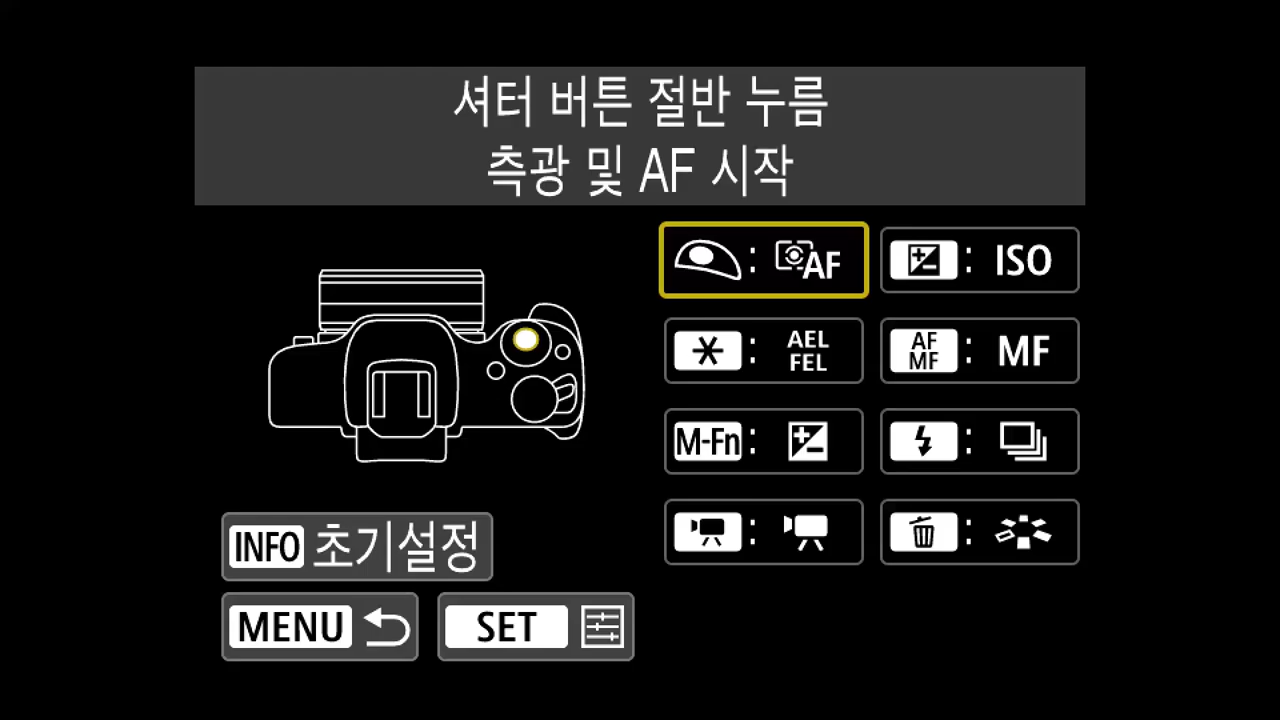 셔터 버튼 절반 누름
측광 및 AF 시작
: AF
: ISO
: AEL FEL
AF MF : MF
M-Fn :
:
:
:
INFO 초기설정
MENU
SET